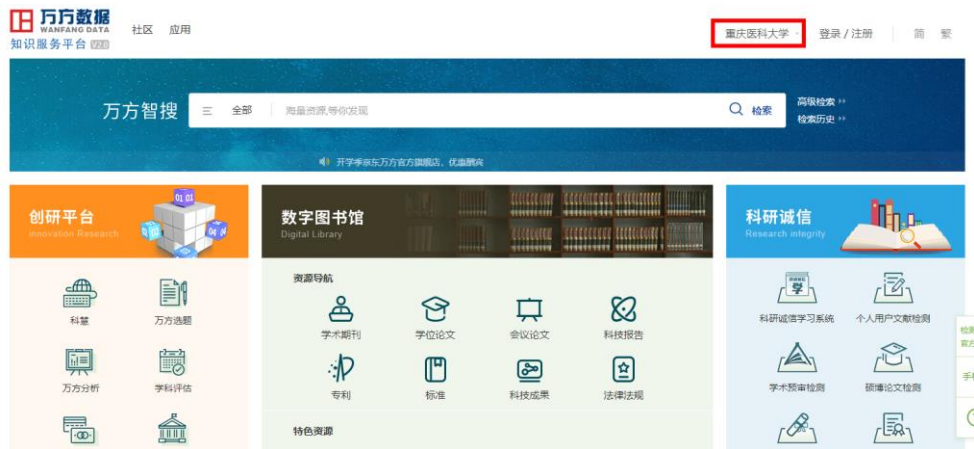 万方数据
WANFANG DATA
知识服务平台 V2.0
社区 应用
重庆医科大学
登录 / 注册
简 繁
万方智搜
全部
海量资源,等你发现
检索
高级检索
检索历史
开学季京东万方官方旗舰店，优惠酬宾
创研平台
innovation Research
科慧
万方选题
万方分析
学科评估
数字图书馆
Digital Library
资源导航
学术期刊
学位论文
会议论文
科技报告
专利
标准
科技成果
法律法规
特色资源
科研诚信
Research integrity
科研诚信学习系统
个人用户文献检测
学术预审检测
硕博论文检测